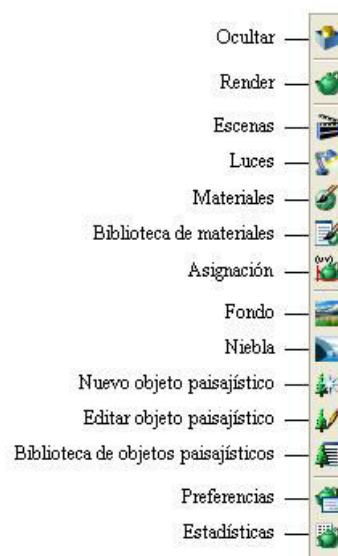 Ocultar
Render
Escenas
Luces
Materiales
Biblioteca de materiales
Asignación
(UV)
Fondo
Niebla
Nuevo objeto paisajístico
Editar objeto paisajístico
Biblioteca de objetos paisajísticos
Preferencias
Estadísticas